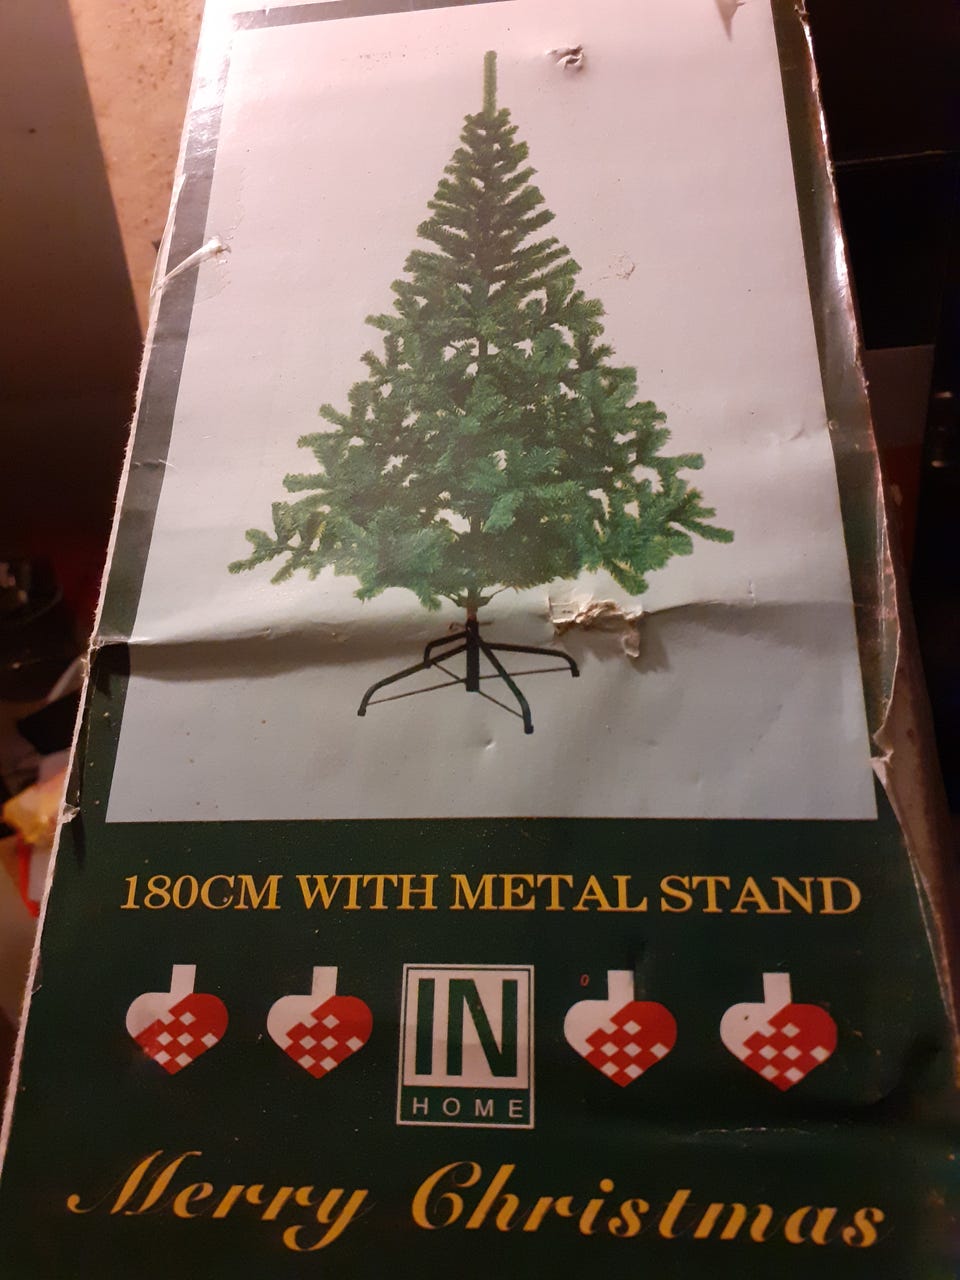 180CM WITH METAL STAND
IN
HOME
Merry Christmas